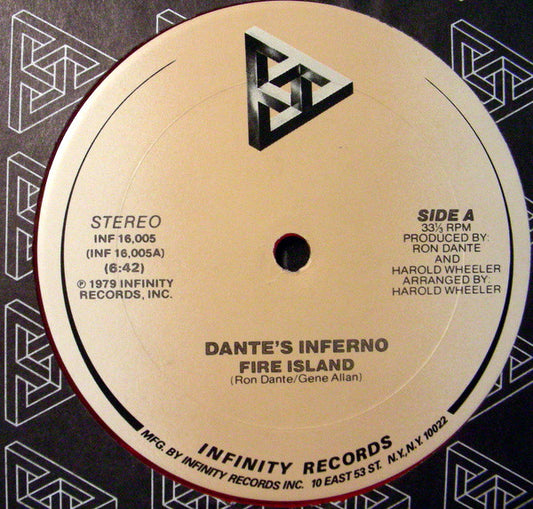 STEREO
INF 16,005
(INF 16,005A)
(6:42)
℗ 1979 INFINITY
RECORDS, INC.
SIDE A
33⅓ RPM
PRODUCED BY:
RON DANTE
AND
HAROLD WHEELER
ARRANGED BY:
HAROLD WHEELER
DANTE'S INFERNO
FIRE ISLAND
(Ron Dante/Gene Allan)
INFINITY RECORDS
MFG. BY INFINITY RECORDS INC. 10 EAST 53 ST. N.Y., N.Y. 10022